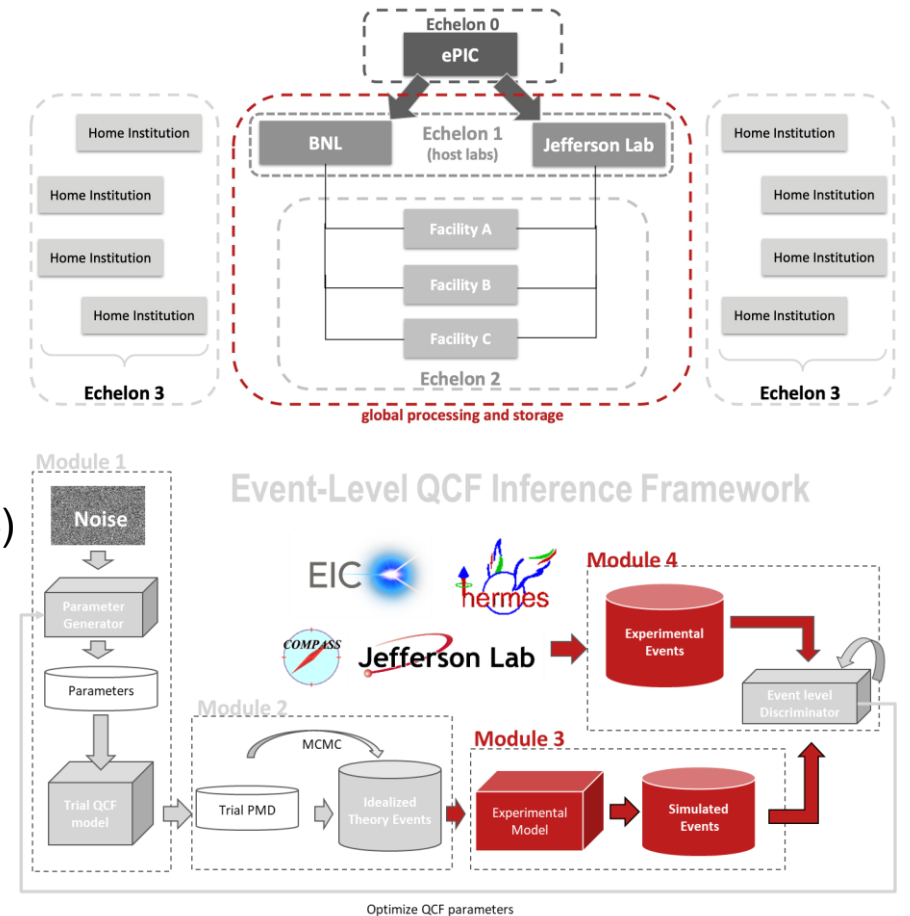 Echelon 0
ePIC
BNL
Echelon 1
(host labs)
Jefferson Lab
Home Institution
Home Institution
Home Institution
Home Institution
Echelon 3
Facility A
Facility B
Facility C
Echelon 2
global processing and storage
Home Institution
Home Institution
Home Institution
Home Institution
Echelon 3
Module 1
Event-Level QCF Inference Framework
)
Noise
Parameter
Generator
Parameters
Trial QCF
model
EIC
hermes
COMPASS
Jefferson Lab
Module 4
Experimental
Events
Event level
Discriminator
Module 2
MCMC
Trial PMD
Idealized
Theory Events
Module 3
Experimental
Model
Simulated
Events
Optimize QCF parameters